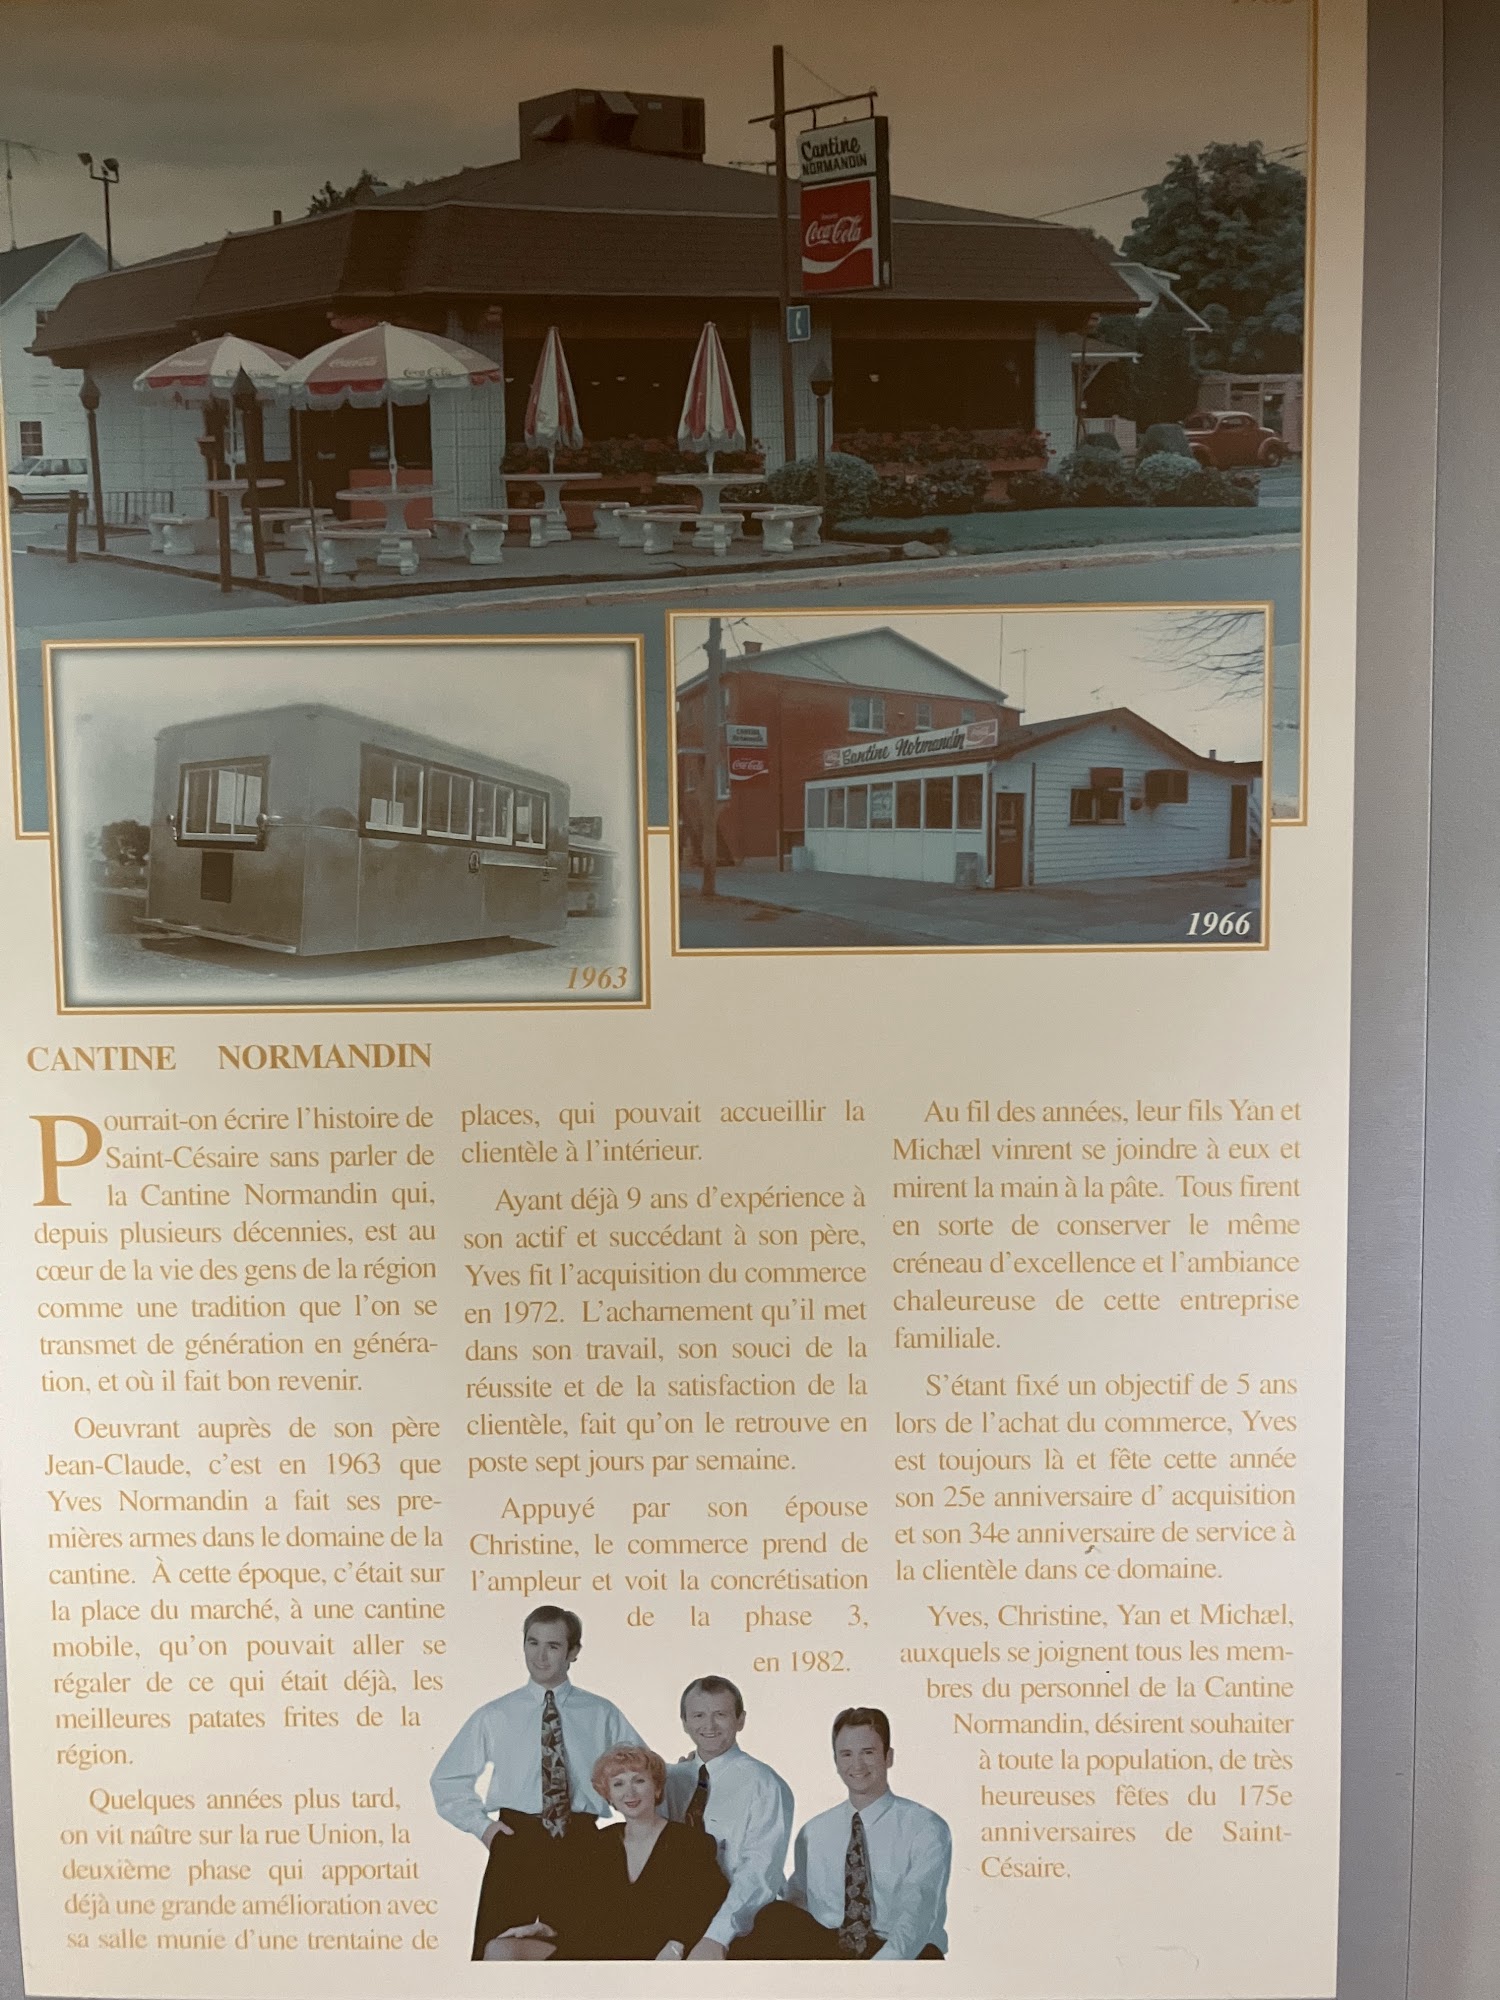 Cantine
NORMANDIN
Coca-Cola
Coca-Cola
Coca-Cola
Cantine Normandin
Coca-Cola
1963
1966
CANTINE NORMANDIN
Pourrait-on écrire l'histoire de
Saint-Césaire sans parler de
la Cantine Normandin qui,
depuis plusieurs décennies, est au
cœur de la vie des gens de la région
comme une tradition que l'on se
transmet de génération en généra-
tion, et où il fait bon revenir.
Oeuvrant auprès de son père
Jean-Claude, c'est en 1963 que
Yves Normandin a fait ses pre-
mières armes dans le domaine de la
cantine. À cette époque, c'était sur
la place du marché, à une cantine
mobile, qu'on pouvait aller se
régaler de ce qui était déjà, les
meilleures patates frites de la
région.
Quelques années plus tard,
on vit naître sur la rue Union, la
deuxième phase qui apportait
déjà une grande amélioration avec
sa salle munie d'une trentaine de
places, qui pouvait accueillir la
clientèle à l'intérieur.
Ayant déjà 9 ans d'expérience à
son actif et succédant à son père,
Yves fit l'acquisition du commerce
en 1972. L'acharnement qu'il met
dans son travail, son souci de la
réussite et de la satisfaction de la
clientèle, fait qu'on le retrouve en
poste sept jours par semaine.
Appuyé par son épouse
Christine, le commerce prend de
l'ampleur et voit la concrétisation
de la phase 3,
en 1982.
Au fil des années, leur fils Yan et
Michæl vinrent se joindre à eux et
mirent la main à la pâte. Tous firent
en sorte de conserver le même
créneau d'excellence et l'ambiance
chaleureuse de cette entreprise
familiale.
S'étant fixé un objectif de 5 ans
lors de l'achat du commerce, Yves
est toujours là et fête cette année
son 25e anniversaire d' acquisition
et son 34e anniversaire de service à
la clientèle dans ce domaine.
Yves, Christine, Yan et Michæl,
auxquels se joignent tous les mem-
bres du personnel de la Cantine
Normandin, désirent souhaiter
à toute la population, de très
heureuses fêtes du 175e
anniversaires de Saint-
Césaire.